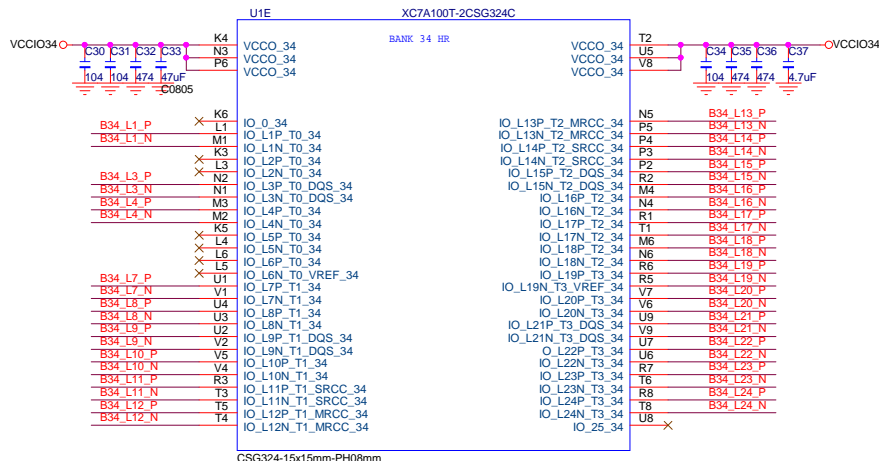 U1E XC7A100T-2CSG324C
BANK 34 HR
VCCIO34 K4 VCCO_34 VCCO_34 T2 VCCIO34
N3 VCCO_34 VCCO_34 U5
P6 VCCO_34 VCCO_34 V8
C30 C31 C32 C33 C34 C35 C36 C37
104 104 474 47uF 104 474 474 4.7uF
C0805
K6 IO_0_34 IO_L13P_T2_MRCC_34 N5 B34_L13_P
B34_L1_P L1 IO_L1P_T0_34 IO_L13N_T2_MRCC_34 P5 B34_L13_N
B34_L1_N M1 IO_L1N_T0_34 IO_L14P_T2_SRCC_34 P4 B34_L14_P
K3 IO_L2P_T0_34 IO_L14N_T2_SRCC_34 P3 B34_L14_N
L3 IO_L2N_T0_34 IO_L15P_T2_DQS_34 P2 B34_L15_P
B34_L3_P N2 IO_L3P_T0_DQS_34 IO_L15N_T2_DQS_34 R2 B34_L15_N
B34_L3_N N1 IO_L3N_T0_DQS_34 IO_L16P_T2_34 M4 B34_L16_P
B34_L4_P M3 IO_L4P_T0_34 IO_L16N_T2_34 N4 B34_L16_N
B34_L4_N M2 IO_L4N_T0_34 IO_L17P_T2_34 R1 B34_L17_P
K5 IO_L5P_T0_34 IO_L17N_T2_34 T1 B34_L17_N
L4 IO_L5N_T0_34 IO_L18P_T2_34 M6 B34_L18_P
L6 IO_L6P_T0_34 IO_L18N_T2_34 N6 B34_L18_N
L5 IO_L6N_T0_VREF_34 IO_L19P_T3_34 R6 B34_L19_P
B34_L7_P U1 IO_L7P_T1_34 IO_L19N_T3_VREF_34 R5 B34_L19_N
B34_L7_N V1 IO_L7N_T1_34 IO_L20P_T3_34 V7 B34_L20_P
B34_L8_P U4 IO_L8P_T1_34 IO_L20N_T3_34 V6 B34_L20_N
B34_L8_N U3 IO_L8N_T1_34 IO_L21P_T3_DQS_34 U9 B34_L21_P
B34_L9_P U2 IO_L9P_T1_DQS_34 IO_L21N_T3_DQS_34 V9 B34_L21_N
B34_L9_N V2 IO_L9N_T1_DQS_34 O_L22P_T3_34 U7 B34_L22_P
B34_L10_P V5 IO_L10P_T1_34 IO_L22N_T3_34 U6 B34_L22_N
B34_L10_N V4 IO_L10N_T1_34 IO_L23P_T3_34 R7 B34_L23_P
B34_L11_P R3 IO_L11P_T1_SRCC_34 IO_L23N_T3_34 T6 B34_L23_N
B34_L11_N T3 IO_L11N_T1_SRCC_34 IO_L24P_T3_34 R8 B34_L24_P
B34_L12_P T5 IO_L12P_T1_MRCC_34 IO_L24N_T3_34 T8 B34_L24_N
B34_L12_N T4 IO_L12N_T1_MRCC_34 IO_25_34 U8
CSG324-15x15mm-PH08mm